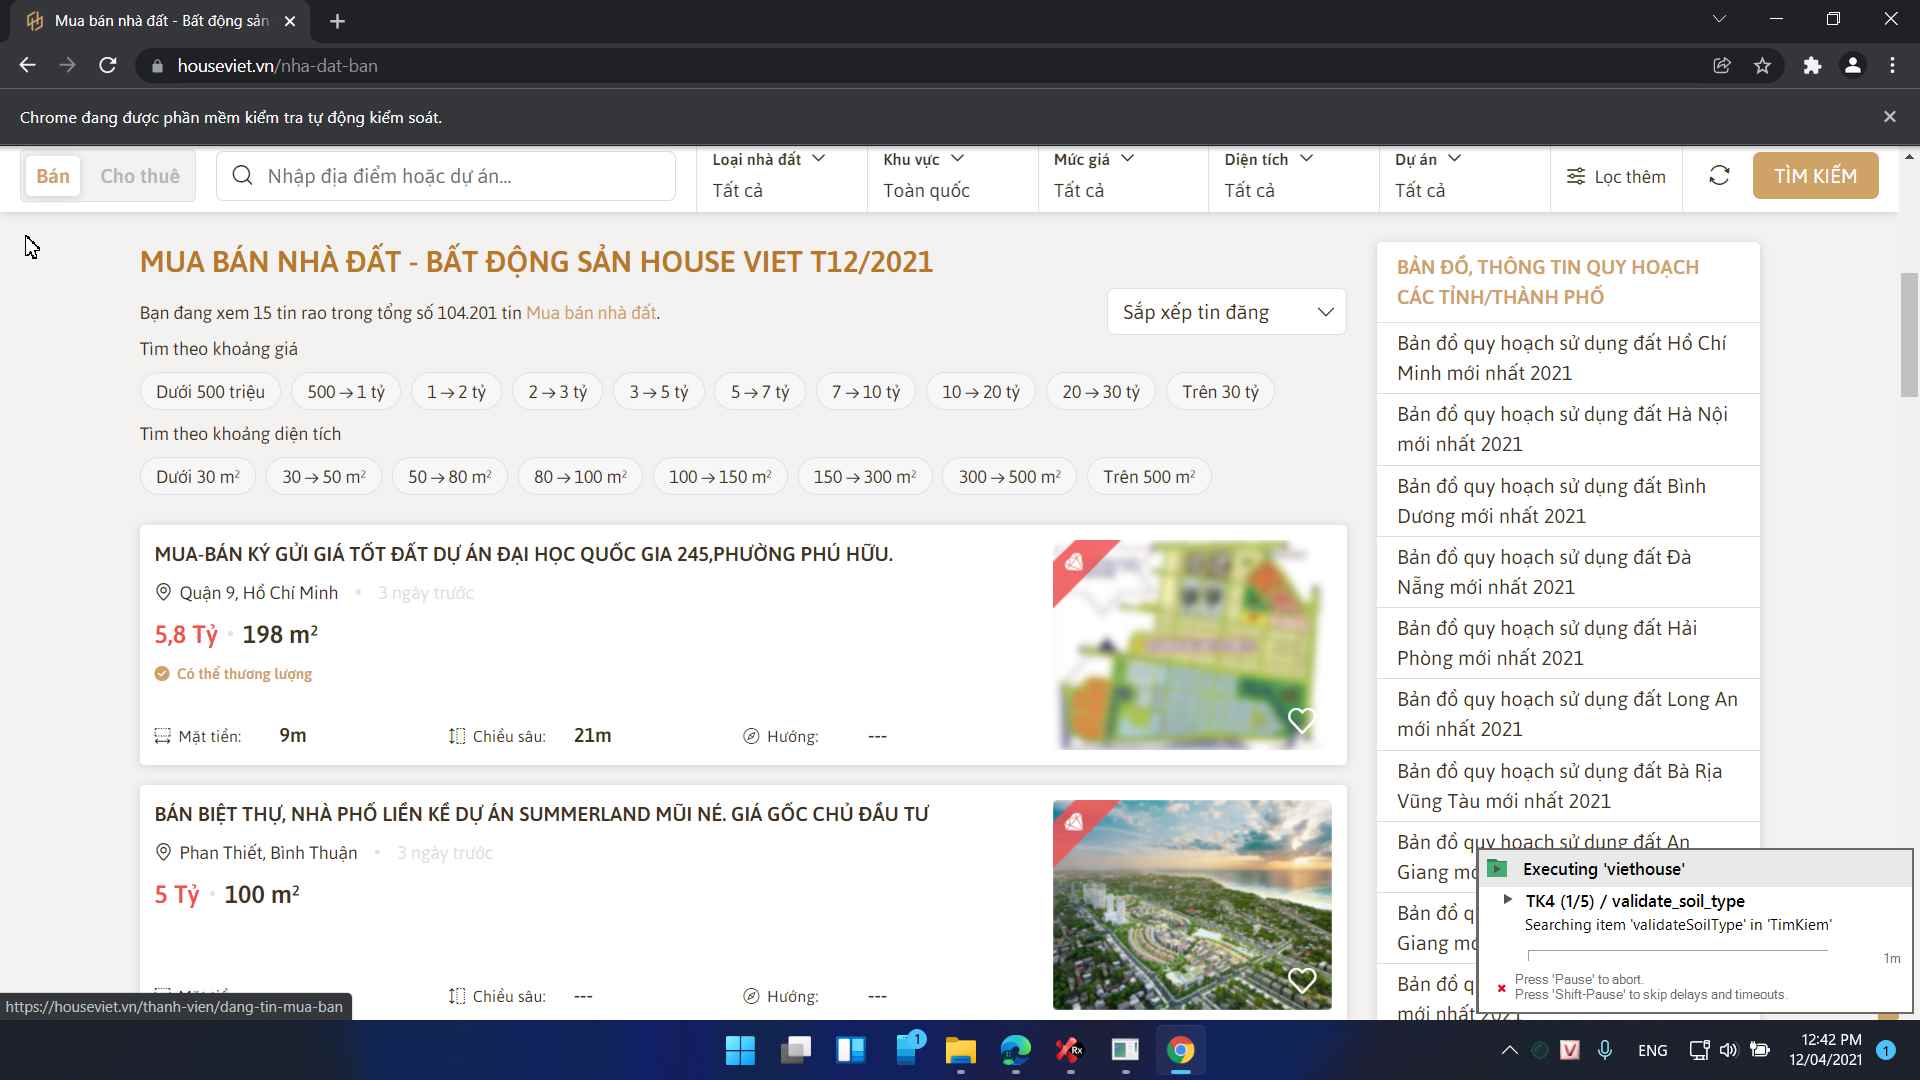 Mua bán nhà đất - Bất động sản
houseviet.vn/nha-dat-ban
Chrome đang được phần mềm kiểm tra tự động kiểm soát.
Bán
Cho thuê
Nhập địa điểm hoặc dự án...
Loại nhà đất
Tất cả
Khu vực
Toàn quốc
Mức giá
Tất cả
Diện tích
Tất cả
Dự án
Tất cả
Lọc thêm
TÌM KIẾM
MUA BÁN NHÀ ĐẤT - BẤT ĐỘNG SẢN HOUSE VIET T12/2021
Bạn đang xem 15 tin rao trong tổng số 104.201 tin Mua bán nhà đất.
Sắp xếp tin đăng
Tìm theo khoảng giá
Dưới 500 triệu
500 → 1 tỷ
1 → 2 tỷ
2 → 3 tỷ
3 → 5 tỷ
5 → 7 tỷ
7 → 10 tỷ
10 → 20 tỷ
20 → 30 tỷ
Trên 30 tỷ
Tìm theo khoảng diện tích
Dưới 30 m²
30 → 50 m²
50 → 80 m²
80 → 100 m²
100 → 150 m²
150 → 300 m²
300 → 500 m²
Trên 500 m²
MUA-BÁN KÝ GỬI GIÁ TỐT ĐẤT DỰ ÁN ĐẠI HỌC QUỐC GIA 245,PHƯỜNG PHÚ HỮU.
Quận 9, Hồ Chí Minh • 3 ngày trước
5,8 Tỷ • 198 m²
Có thể thương lượng
Mặt tiền: 9m
Chiều sâu: 21m
Hướng: ---
BÁN BIỆT THỰ, NHÀ PHỐ LIỀN KỀ DỰ ÁN SUMMERLAND MŨI NÉ. GIÁ GỐC CHỦ ĐẦU TƯ
Phan Thiết, Bình Thuận • 3 ngày trước
5 Tỷ • 100 m²
Chiều sâu: ---
Hướng: ---
BẢN ĐỒ, THÔNG TIN QUY HOẠCH
CÁC TỈNH/THÀNH PHỐ
Bản đồ quy hoạch sử dụng đất Hồ Chí
Minh mới nhất 2021
Bản đồ quy hoạch sử dụng đất Hà Nội
mới nhất 2021
Bản đồ quy hoạch sử dụng đất Bình
Dương mới nhất 2021
Bản đồ quy hoạch sử dụng đất Đà
Nẵng mới nhất 2021
Bản đồ quy hoạch sử dụng đất Hải
Phòng mới nhất 2021
Bản đồ quy hoạch sử dụng đất Long An
mới nhất 2021
Bản đồ quy hoạch sử dụng đất Bà Rịa
Vũng Tàu mới nhất 2021
Bản đồ quy hoạch sử dụng đất An
Giang
Bản đồ
Giang
Bản đồ
mới nhất 2021
Executing 'viethouse'
TK4 (1/5) / validate_soil_type
Searching item 'validateSoilType' in 'TimKiem'
1m
Press 'Pause' to abort.
Press 'Shift-Pause' to skip delays and timeouts.
https://houseviet.vn/thanh-vien/dang-tin-mua-ban
1
Rx
V
ENG
12:42 PM
12/04/2021
1